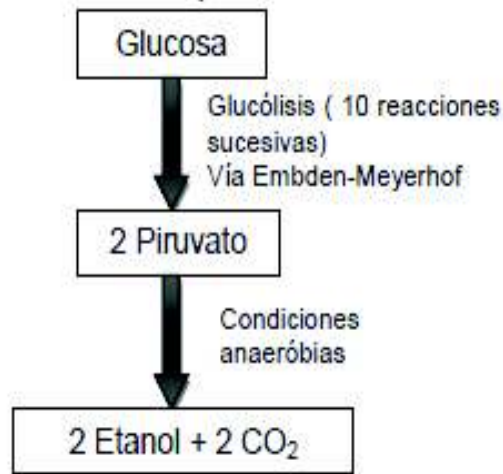 Glucosa
Glucólisis ( 10 reacciones
sucesivas)
Vía Embden-Meyerhof
2 Piruvato
Condiciones
anaeróbias
2 Etanol + 2 CO₂